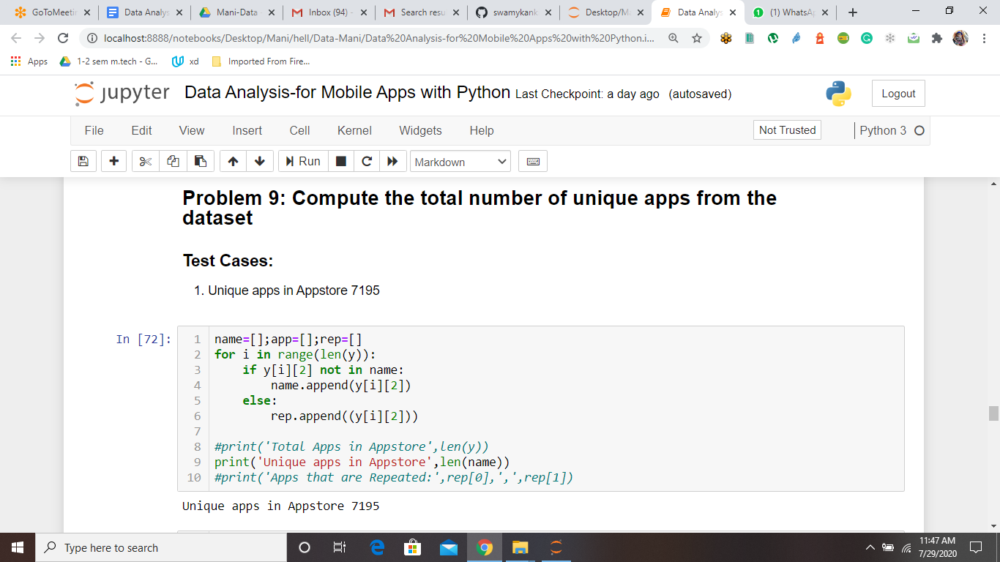 GoToMeetin
Data Analys
Mani-Data
Inbox (94) -
Search resu
swamykank
Desktop/Ma
Data Analys
(1) WhatsAp
localhost:8888/notebooks/Desktop/Mani/hell/Data-Mani/Data%20Analysis-for%20Mobile%20Apps%20with%20Python.i...
Apps
1-2 sem m.tech - G...
xd
Imported From Fire...
jupyter Data Analysis-for Mobile Apps with Python Last Checkpoint: a day ago (autosaved)
Logout
File Edit View Insert Cell Kernel Widgets Help
Not Trusted
Python 3
Run
Markdown
Problem 9: Compute the total number of unique apps from the
dataset
Test Cases:
1. Unique apps in Appstore 7195
In [72]:
1 name=[];app=[];rep=[]
2 for i in range(len(y)):
3     if y[i][2] not in name:
4         name.append(y[i][2])
5     else:
6         rep.append((y[i][2]))
7
8 #print('Total Apps in Appstore',len(y))
9 print('Unique apps in Appstore',len(name))
10 #print('Apps that are Repeated:',rep[0],',',rep[1])
Unique apps in Appstore 7195
Type here to search
11:47 AM
7/29/2020